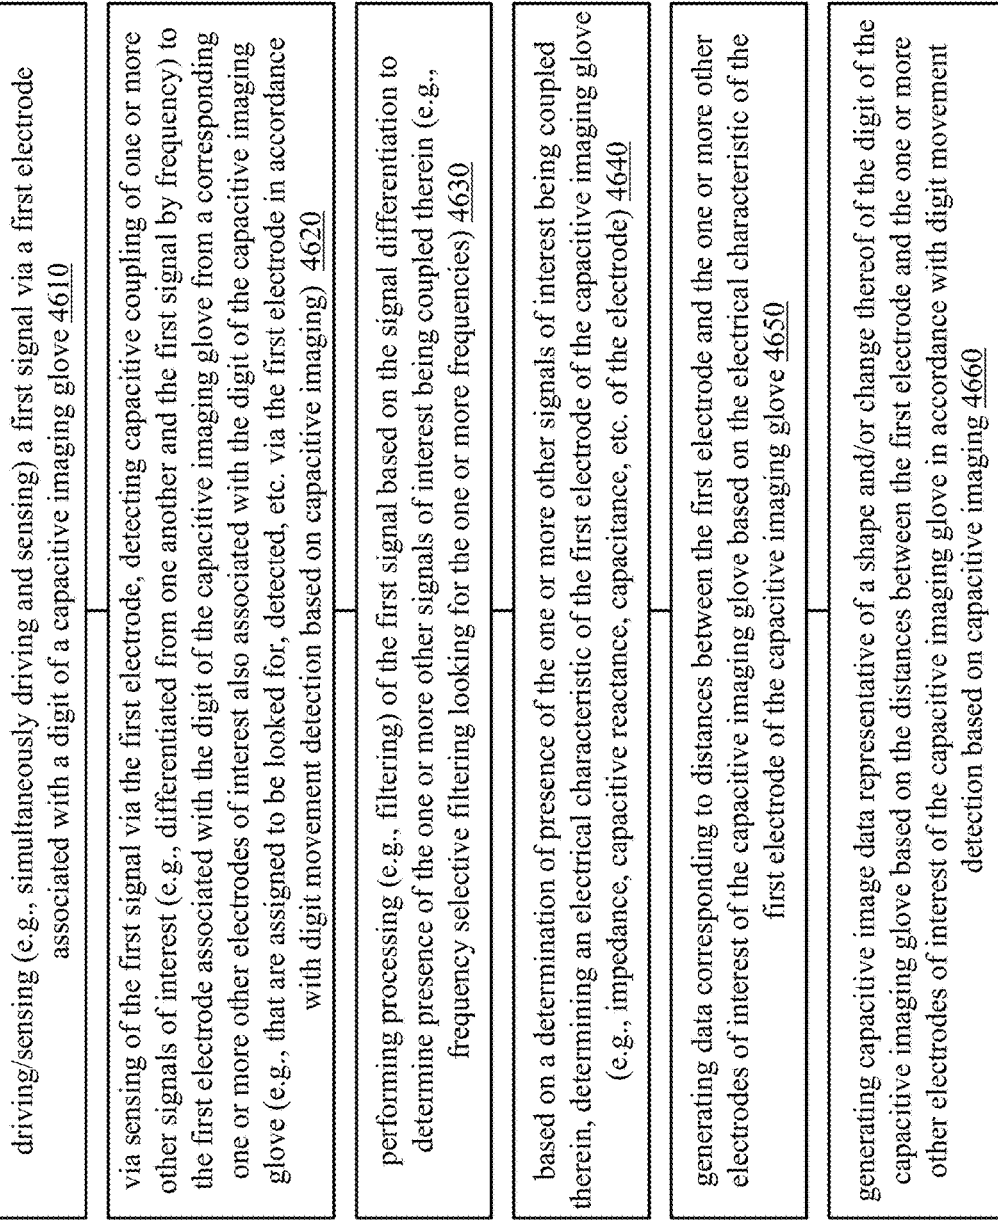 driving/sensing (e.g., simultaneously driving and sensing) a first signal via a first electrode
associated with a digit of a capacitive imaging glove 4610
via sensing of the first signal via the first electrode, detecting capacitive coupling of one or more
other signals of interest (e.g., differentiated from one another and the first signal by frequency) to
the first electrode associated with the digit of the capacitive imaging glove from a corresponding
one or more other electrodes of interest also associated with the digit of the capacitive imaging
glove (e.g., that are assigned to be looked for, detected, etc. via the first electrode in accordance
with digit movement detection based on capacitive imaging) 4620
performing processing (e.g., filtering) of the first signal based on the signal differentiation to
determine presence of the one or more other signals of interest being coupled therein (e.g.,
frequency selective filtering looking for the one or more frequencies) 4630
based on a determination of presence of the one or more other signals of interest being coupled
therein, determining an electrical characteristic of the first electrode of the capacitive imaging glove
(e.g., impedance, capacitive reactance, capacitance, etc. of the electrode) 4640
generating data corresponding to distances between the first electrode and the one or more other
electrodes of interest of the capacitive imaging glove based on the electrical characteristic of the
first electrode of the capacitive imaging glove 4650
generating capacitive image data representative of a shape and/or change thereof of the digit of the
capacitive imaging glove based on the distances between the first electrode and the one or more
other electrodes of interest of the capacitive imaging glove in accordance with digit movement
detection based on capacitive imaging 4660